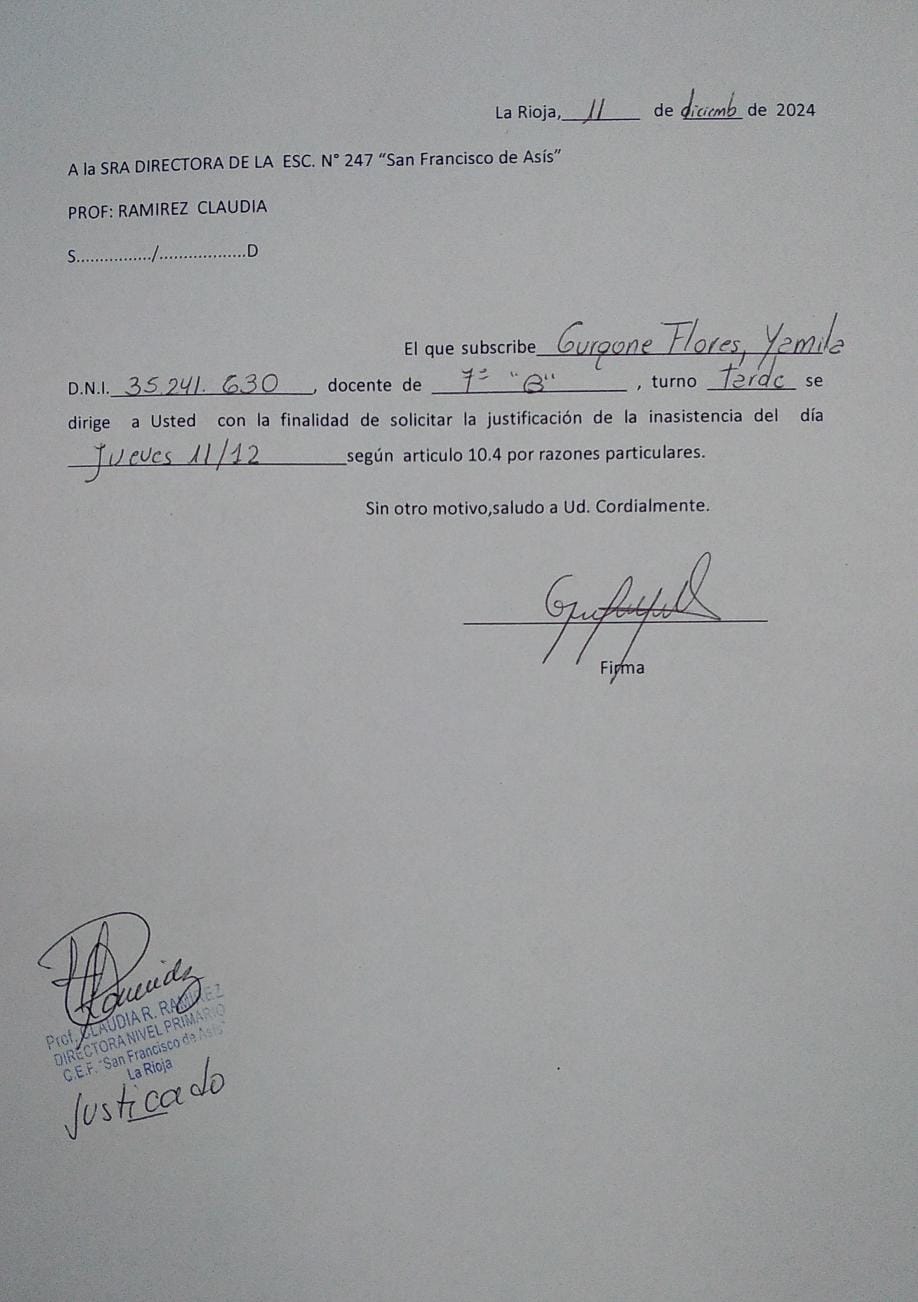 La Rioja, 11 de diciemb de 2024
A la SRA DIRECTORA DE LA ESC. N° 247 “San Francisco de Asís”
PROF: RAMIREZ CLAUDIA
S................/..................D
El que subscribe Gurgone Flores, Yamila
D.N.I. 35.241.630, docente de 7º "B", turno Tarde se
dirige a Usted con la finalidad de solicitar la justificación de la inasistencia del día
Jueves 11/12 según articulo 10.4 por razones particulares.
Sin otro motivo,saludo a Ud. Cordialmente.
Firma
Prof. CLAUDIA R. RAMIREZ
DIRECTORA NIVEL PRIMARIO
C.E.F. "San Francisco de Asís"
La Rioja
Justicado